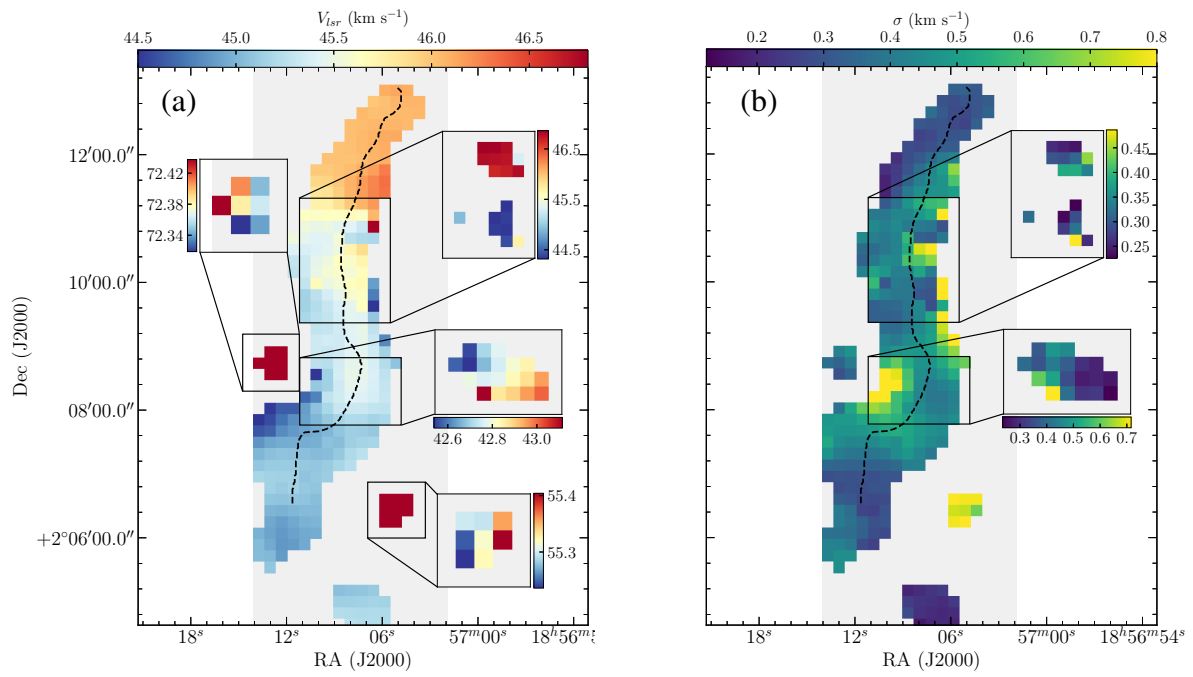 V_lsr (km s⁻¹)
44.5 45.0 45.5 46.0 46.5
(a)
12′00.0″
10′00.0″
08′00.0″
+2°06′00.0″
Dec (J2000)
72.42
72.38
72.34
46.5
45.5
44.5
42.6 42.8 43.0
55.4
55.3
18ˢ 12ˢ 06ˢ 57ᵐ00ˢ 18ʰ56ᵐ
RA (J2000)
σ (km s⁻¹)
0.2 0.3 0.4 0.5 0.6 0.7 0.8
(b)
0.45
0.40
0.35
0.30
0.25
0.3 0.4 0.5 0.6 0.7
18ˢ 12ˢ 06ˢ 57ᵐ00ˢ 18ʰ56ᵐ54ˢ
RA (J2000)